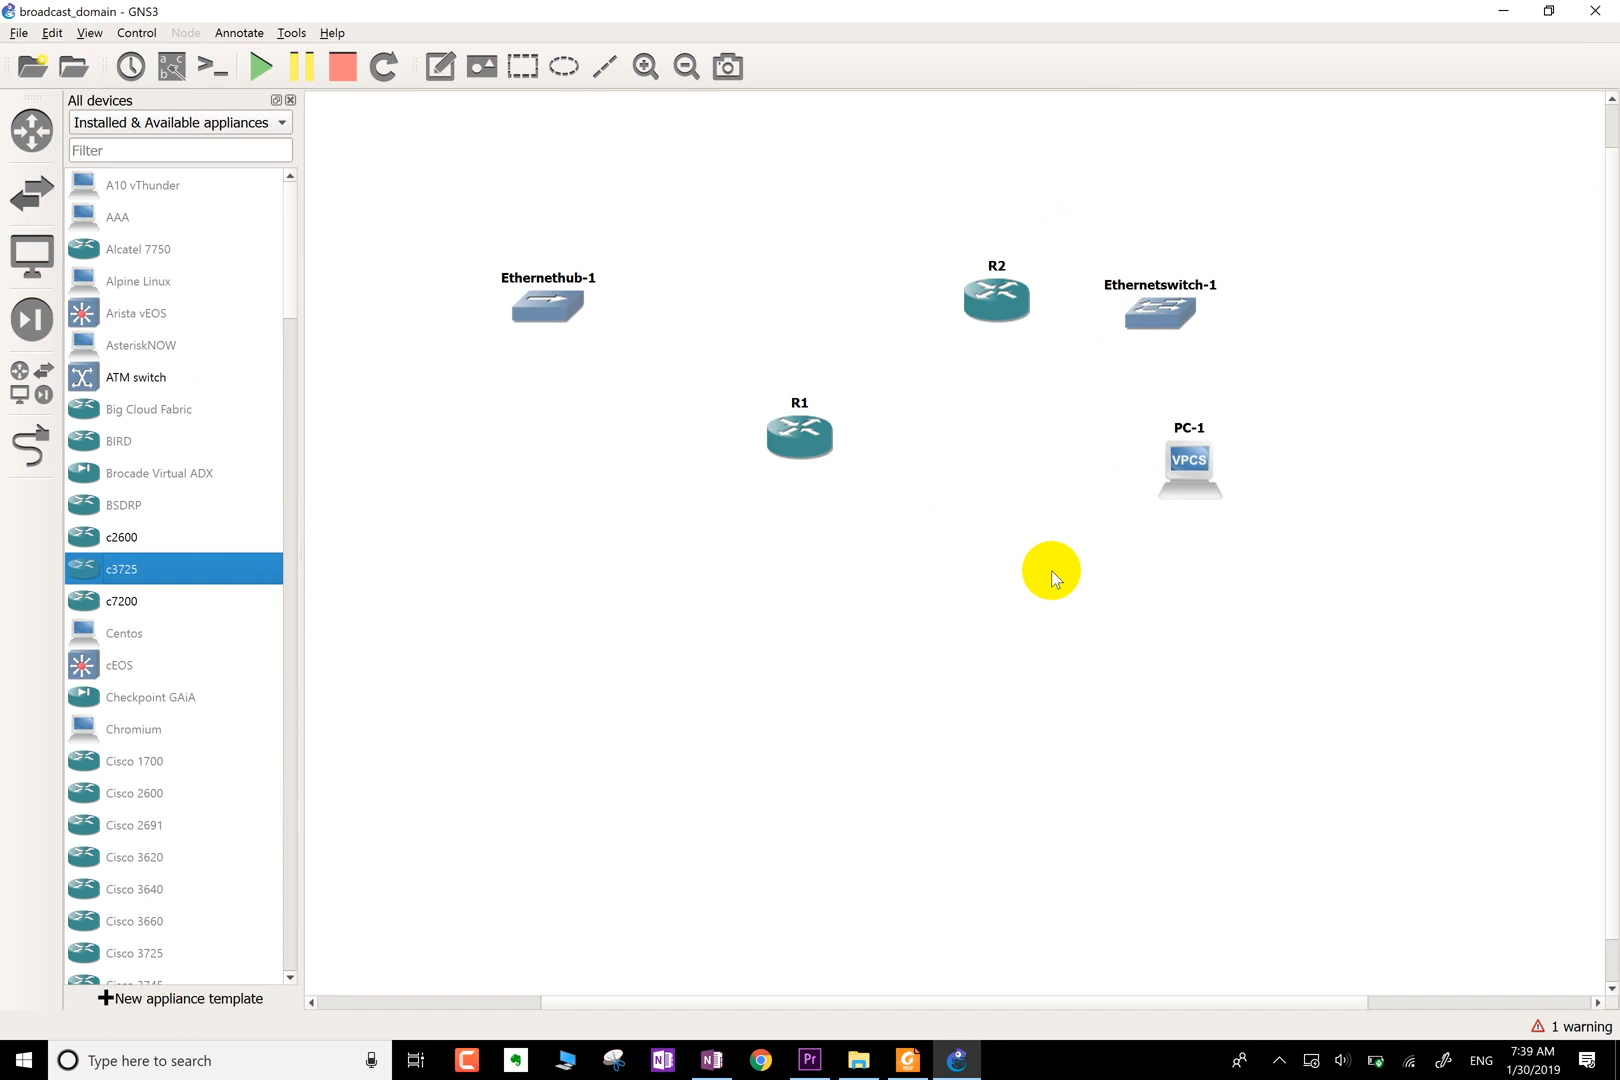 broadcast_domain - GNS3
File Edit View Control Node Annotate Tools Help
All devices
Installed & Available appliances
Filter
A10 vThunder
AAA
Alcatel 7750
Alpine Linux
Arista vEOS
AsteriskNOW
ATM switch
Big Cloud Fabric
BIRD
Brocade Virtual ADX
BSDRP
c2600
c3725
c7200
Centos
cEOS
Checkpoint GAiA
Chromium
Cisco 1700
Cisco 2600
Cisco 2691
Cisco 3620
Cisco 3640
Cisco 3660
Cisco 3725
Cisco 3745
New appliance template
Ethernethub-1
R2
Ethernetswitch-1
R1
PC-1
VPCS
1 warning
Type here to search
Pr
ENG
7:39 AM
1/30/2019